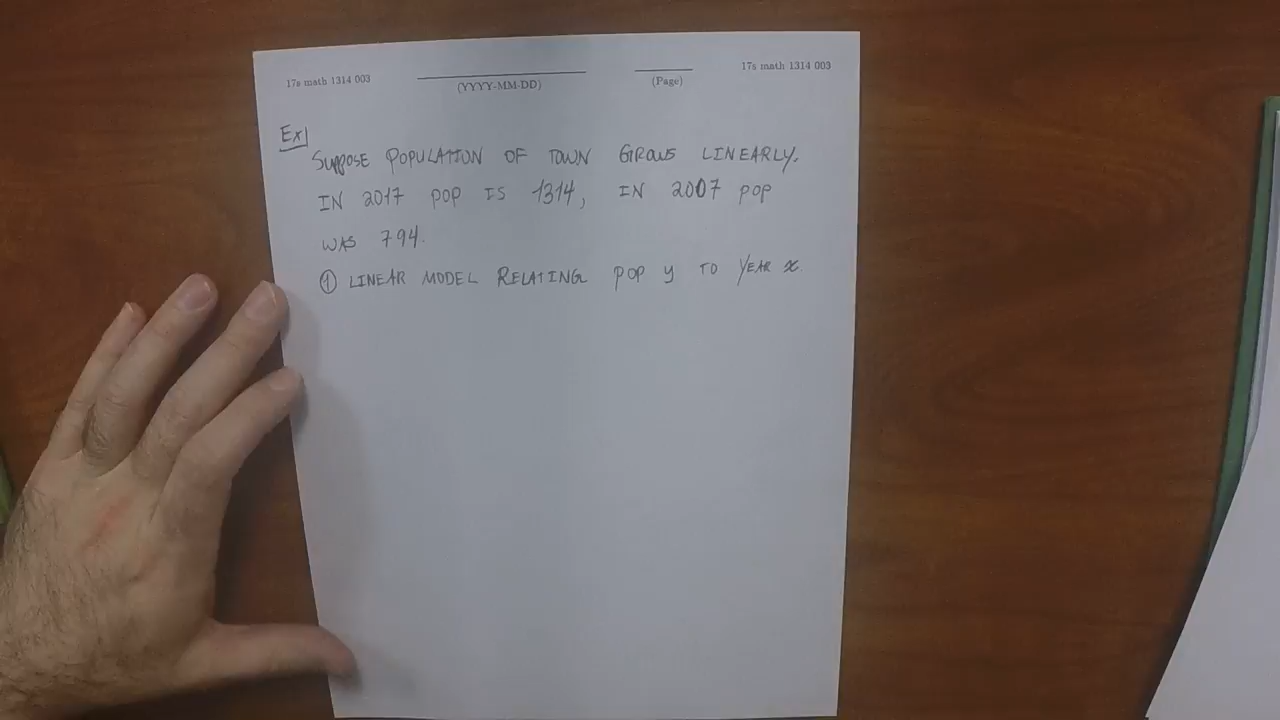 17s math 1314 003
(YYYY-MM-DD)
(Page)
17s math 1314 003
Ex
SUPPOSE POPULATION OF TOWN GROWS LINEARLY.
IN 2017 POP IS 1314, IN 2007 POP
WAS 794.
① LINEAR MODEL RELATING POP y TO YEAR x.